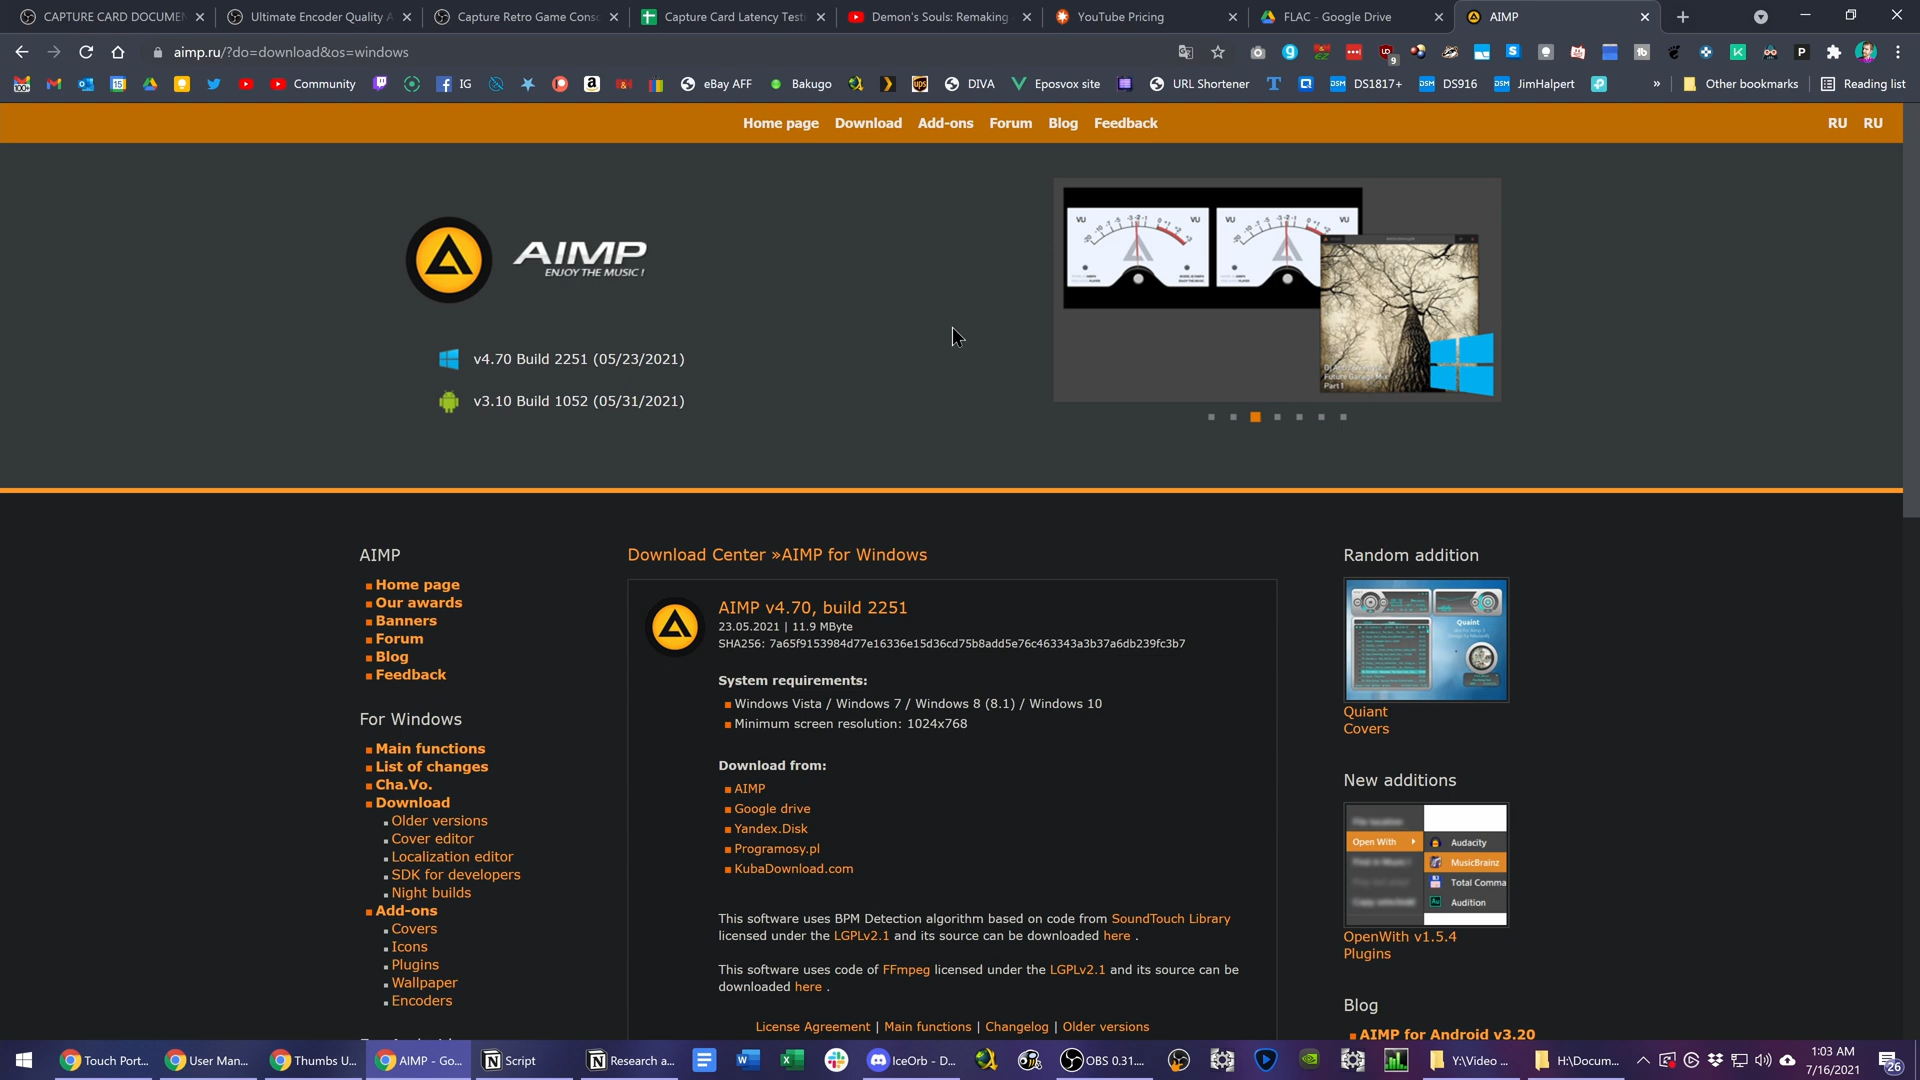 CAPTURE CARD DOCUMEN
Ultimate Encoder Quality A
Capture Retro Game Conso
Capture Card Latency Testi
Demon's Souls: Remaking
YouTube Pricing
FLAC - Google Drive
AIMP
aimp.ru/?do=download&os=windows
Community
IG
eBay AFF
Bakugo
DIVA
Eposvox site
URL Shortener
DS1817+
DS916
JimHalpert
Other bookmarks
Reading list
Home page
Download
Add-ons
Forum
Blog
Feedback
RU
RU
AIMP
ENJOY THE MUSIC !
v4.70 Build 2251 (05/23/2021)
v3.10 Build 1052 (05/31/2021)
VU
VU
VU
VU
Future Garage Mix
Part 1
AIMP
Home page
Our awards
Banners
Forum
Blog
Feedback
For Windows
Main functions
List of changes
Cha.Vo.
Download
Older versions
Cover editor
Localization editor
SDK for developers
Night builds
Add-ons
Covers
Icons
Plugins
Wallpaper
Encoders
Download Center »AIMP for Windows
AIMP v4.70, build 2251
23.05.2021 | 11.9 MByte
SHA256: 7a65f9153984d77e16336e15d36cd75b8add5e76c463343a3b37a6db239fc3b7
System requirements:
Windows Vista / Windows 7 / Windows 8 (8.1) / Windows 10
Minimum screen resolution: 1024x768
Download from:
AIMP
Google drive
Yandex.Disk
Programosy.pl
KubaDownload.com
This software uses BPM Detection algorithm based on code from SoundTouch Library
licensed under the LGPLv2.1 and its source can be downloaded here .
This software uses code of FFmpeg licensed under the LGPLv2.1 and its source can be
downloaded here .
License Agreement | Main functions | Changelog | Older versions
Random addition
Quaint
Quiant
Covers
New additions
Open With
Audacity
MusicBrainz
Total Comma
Audition
OpenWith v1.5.4
Plugins
Blog
AIMP for Android v3.20
Touch Port...
User Man...
Thumbs U...
AIMP - Go...
Script
Research a...
IceOrb - D...
OBS 0.31....
Y:\Video ...
H:\Docum...
1:03 AM
7/16/2021
26